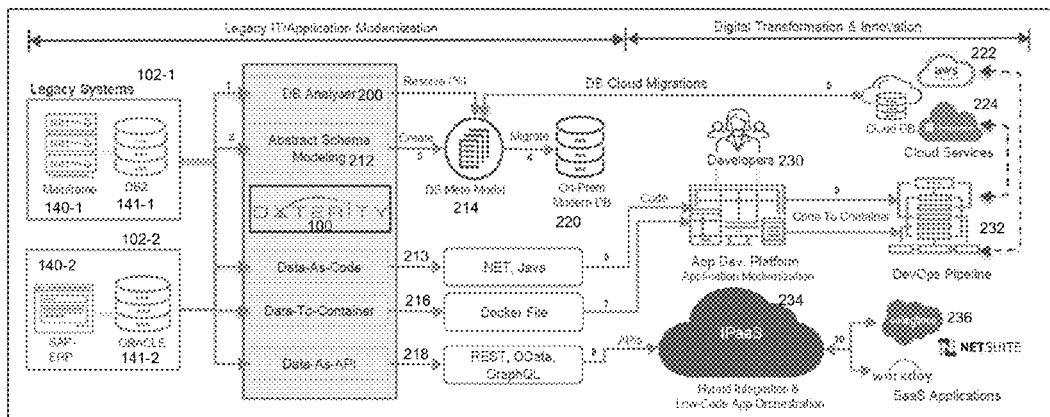 Legacy IT/Application Modernization
Digital Transformation & Innovation
102-1
Legacy Systems
Mainframe
140-1
DB2
141-1
102-2
140-2
SAP-
ERP
ORACLE
141-2
1
2
DB Analyser 200
Abstract Schema
Modeling 212
100
Data-As-Code
Data-To-Container
Data-As-API
Create
Migrate
4
DB Meta Model
214
On-Prem
Modern DB
220
DB Cloud Migrations
222
aws
Cloud DB
224
Cloud Services
Developers 230
Code
App Dev. Platform
Application Modernization
To Container
232
DevOps Pipeline
213
.NET, Java
216
Docker File
218
REST, OData,
GraphQL
APIs
234
iPaaS
Hybrid Integration &
Low-Code App Orchestration
10
236
NETSUITE
workday
SaaS Applications